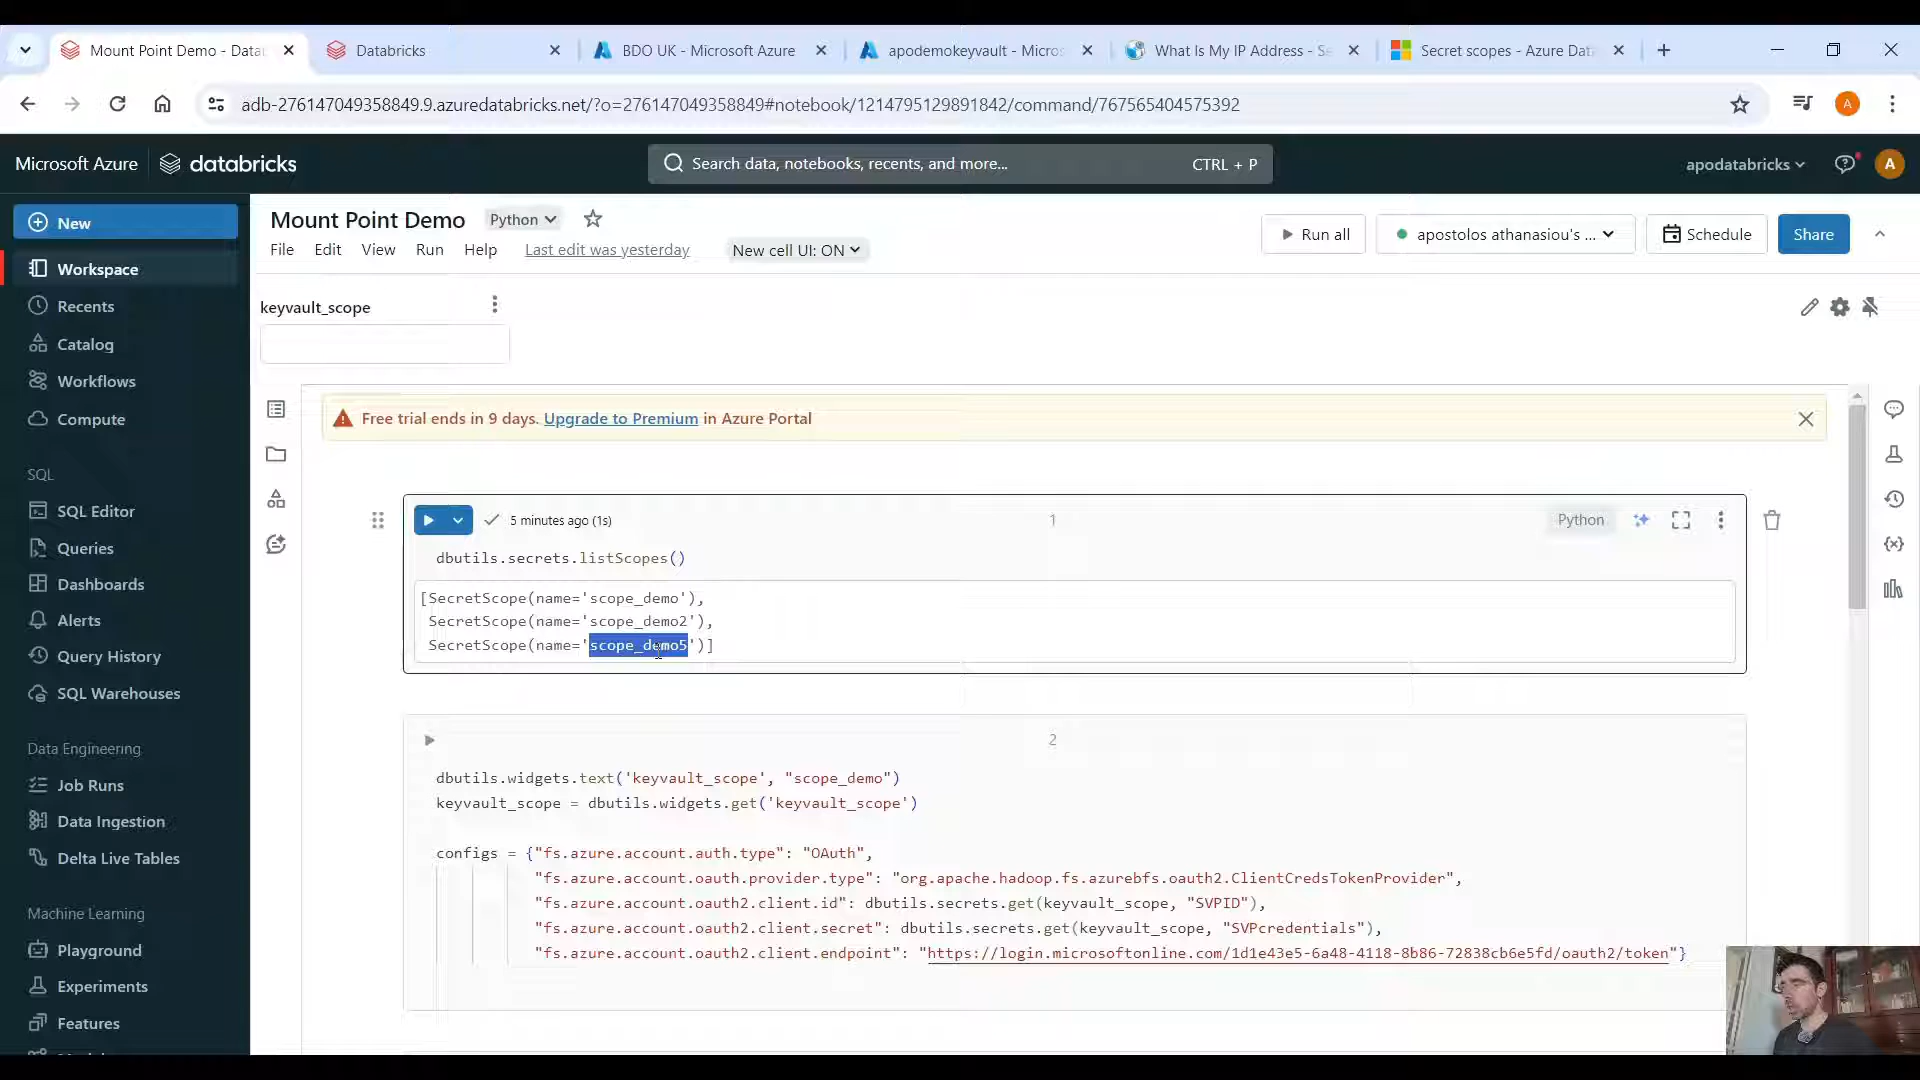 Mount Point Demo - Data
Databricks
BDO UK - Microsoft Azure
apodemokeyvault - Micros
What Is My IP Address - Se
Secret scopes - Azure Dat
adb-276147049358849.9.azuredatabricks.net/?o=276147049358849#notebook/1214795129891842/command/767565404575392
A
Microsoft Azure
databricks
Search data, notebooks, recents, and more...
CTRL + P
apodatabricks
A
New
Workspace
Recents
Catalog
Workflows
Compute
SQL
SQL Editor
Queries
Dashboards
Alerts
Query History
SQL Warehouses
Data Engineering
Job Runs
Data Ingestion
Delta Live Tables
Machine Learning
Playground
Experiments
Features
Mount Point Demo
Python
File
Edit
View
Run
Help
Last edit was yesterday
New cell UI: ON
Run all
apostolos athanasiou's ...
Schedule
Share
keyvault_scope
Free trial ends in 9 days. Upgrade to Premium in Azure Portal
5 minutes ago (1s)
1
Python
dbutils.secrets.listScopes()
[SecretScope(name='scope_demo'),
SecretScope(name='scope_demo2'),
SecretScope(name='scope_demo5')]
2
dbutils.widgets.text('keyvault_scope', "scope_demo")
keyvault_scope = dbutils.widgets.get('keyvault_scope')
configs = {"fs.azure.account.auth.type": "OAuth",
"fs.azure.account.oauth.provider.type": "org.apache.hadoop.fs.azurebfs.oauth2.ClientCredsTokenProvider",
"fs.azure.account.oauth2.client.id": dbutils.secrets.get(keyvault_scope, "SVPID"),
"fs.azure.account.oauth2.client.secret": dbutils.secrets.get(keyvault_scope, "SVPcredentials"),
"fs.azure.account.oauth2.client.endpoint": "https://login.microsoftonline.com/1d1e43e5-6a48-4118-8b86-72838cb6e5fd/oauth2/token"}